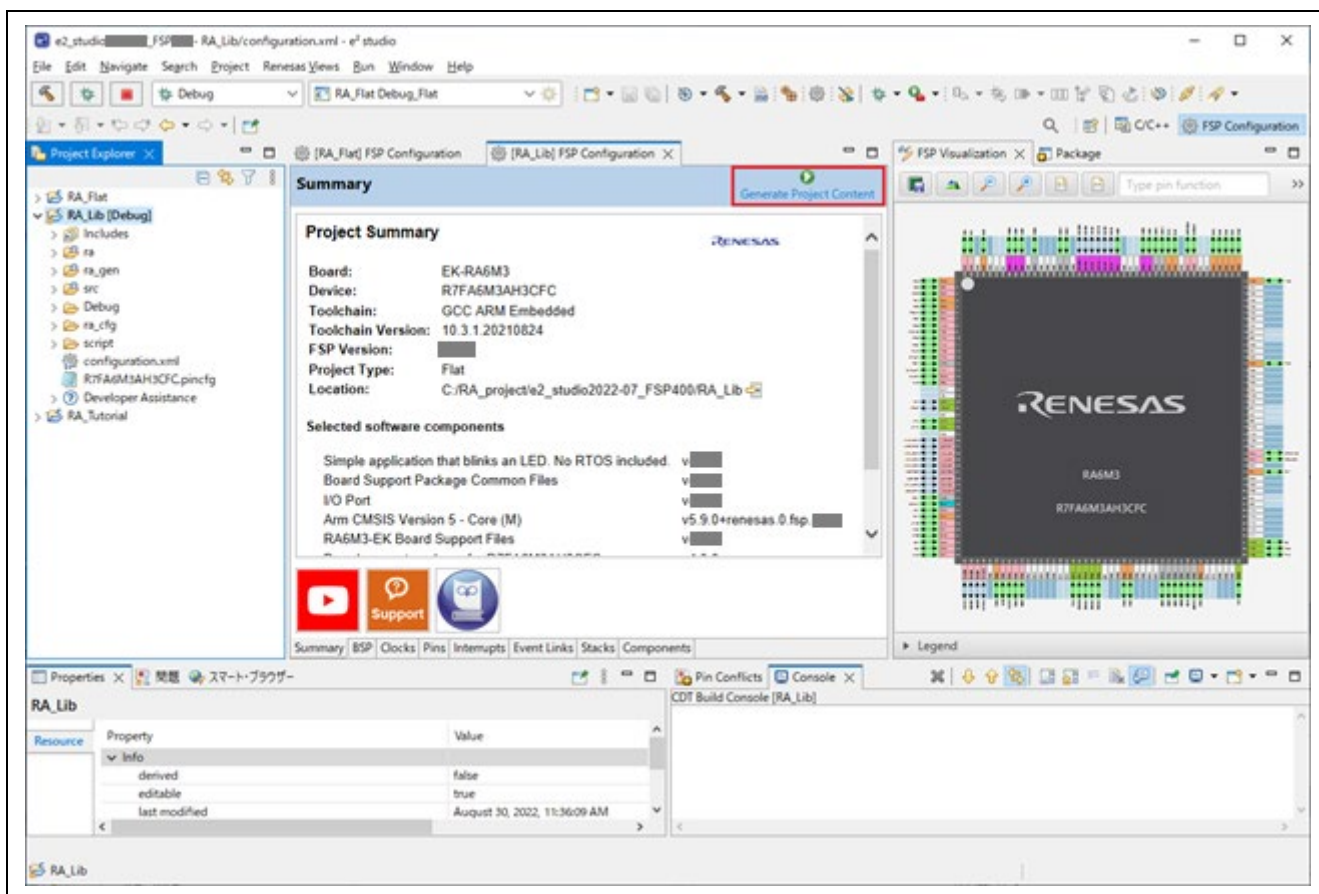 e2_studio _FSP - RA_Lib/configuration.xml - e² studio
File Edit Navigate Search Project Renesas Views Run Window Help
Debug
RA_Flat Debug_Flat
C/C++ FSP Configuration
Project Explorer
[RA_Flat] FSP Configuration [RA_Lib] FSP Configuration
FSP Visualization Package
RA_Flat
RA_Lib [Debug]
Includes
ra
ra_gen
src
Debug
ra_cfg
script
configuration.xml
R7FA6M3AH3CFC.pincfg
Developer Assistance
RA_Tutorial
Summary
Generate Project Content
Project Summary
RENESAS
Board: EK-RA6M3
Device: R7FA6M3AH3CFC
Toolchain: GCC ARM Embedded
Toolchain Version: 10.3.1.20210824
FSP Version:
Project Type: Flat
Location: C:/RA_project/e2_studio2022-07_FSP400/RA_Lib
Selected software components
Simple application that blinks an LED. No RTOS included. v
Board Support Package Common Files v
I/O Port v
Arm CMSIS Version 5 - Core (M) v5.9.0+renesas.0.fsp.
RA6M3-EK Board Support Files v
Support
Summary BSP Clocks Pins Interrupts Event Links Stacks Components
Type pin function
RENESAS
RA6M3
R7FA6M3AH3CFC
Legend
Properties 問題 スマート・ブラウザー
RA_Lib
Resource
Property Value
Info
derived false
editable true
last modified August 30, 2022, 11:36:09 AM
Pin Conflicts Console
CDT Build Console [RA_Lib]
RA_Lib